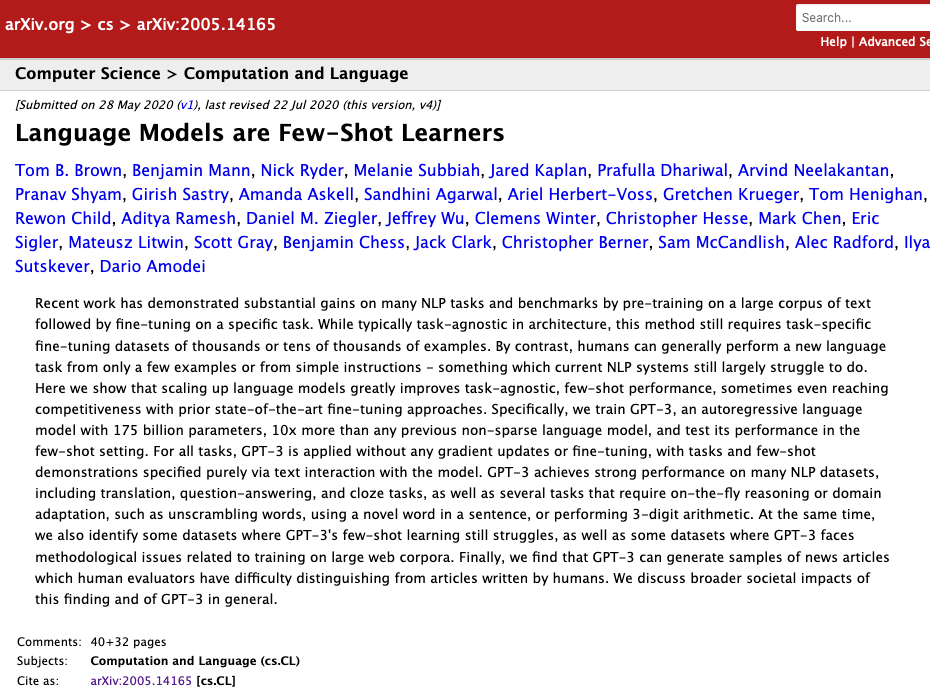 arXiv.org > cs > arXiv:2005.14165
Search...
Help | Advanced Se
Computer Science > Computation and Language
[Submitted on 28 May 2020 (v1), last revised 22 Jul 2020 (this version, v4)]
Language Models are Few-Shot Learners
Tom B. Brown, Benjamin Mann, Nick Ryder, Melanie Subbiah, Jared Kaplan, Prafulla Dhariwal, Arvind Neelakantan,
Pranav Shyam, Girish Sastry, Amanda Askell, Sandhini Agarwal, Ariel Herbert-Voss, Gretchen Krueger, Tom Henighan,
Rewon Child, Aditya Ramesh, Daniel M. Ziegler, Jeffrey Wu, Clemens Winter, Christopher Hesse, Mark Chen, Eric
Sigler, Mateusz Litwin, Scott Gray, Benjamin Chess, Jack Clark, Christopher Berner, Sam McCandlish, Alec Radford, Ilya
Sutskever, Dario Amodei
Recent work has demonstrated substantial gains on many NLP tasks and benchmarks by pre-training on a large corpus of text
followed by fine-tuning on a specific task. While typically task-agnostic in architecture, this method still requires task-specific
fine-tuning datasets of thousands or tens of thousands of examples. By contrast, humans can generally perform a new language
task from only a few examples or from simple instructions - something which current NLP systems still largely struggle to do.
Here we show that scaling up language models greatly improves task-agnostic, few-shot performance, sometimes even reaching
competitiveness with prior state-of-the-art fine-tuning approaches. Specifically, we train GPT-3, an autoregressive language
model with 175 billion parameters, 10x more than any previous non-sparse language model, and test its performance in the
few-shot setting. For all tasks, GPT-3 is applied without any gradient updates or fine-tuning, with tasks and few-shot
demonstrations specified purely via text interaction with the model. GPT-3 achieves strong performance on many NLP datasets,
including translation, question-answering, and cloze tasks, as well as several tasks that require on-the-fly reasoning or domain
adaptation, such as unscrambling words, using a novel word in a sentence, or performing 3-digit arithmetic. At the same time,
we also identify some datasets where GPT-3's few-shot learning still struggles, as well as some datasets where GPT-3 faces
methodological issues related to training on large web corpora. Finally, we find that GPT-3 can generate samples of news articles
which human evaluators have difficulty distinguishing from articles written by humans. We discuss broader societal impacts of
this finding and of GPT-3 in general.
Comments: 40+32 pages
Subjects: Computation and Language (cs.CL)
Cite as: arXiv:2005.14165 [cs.CL]